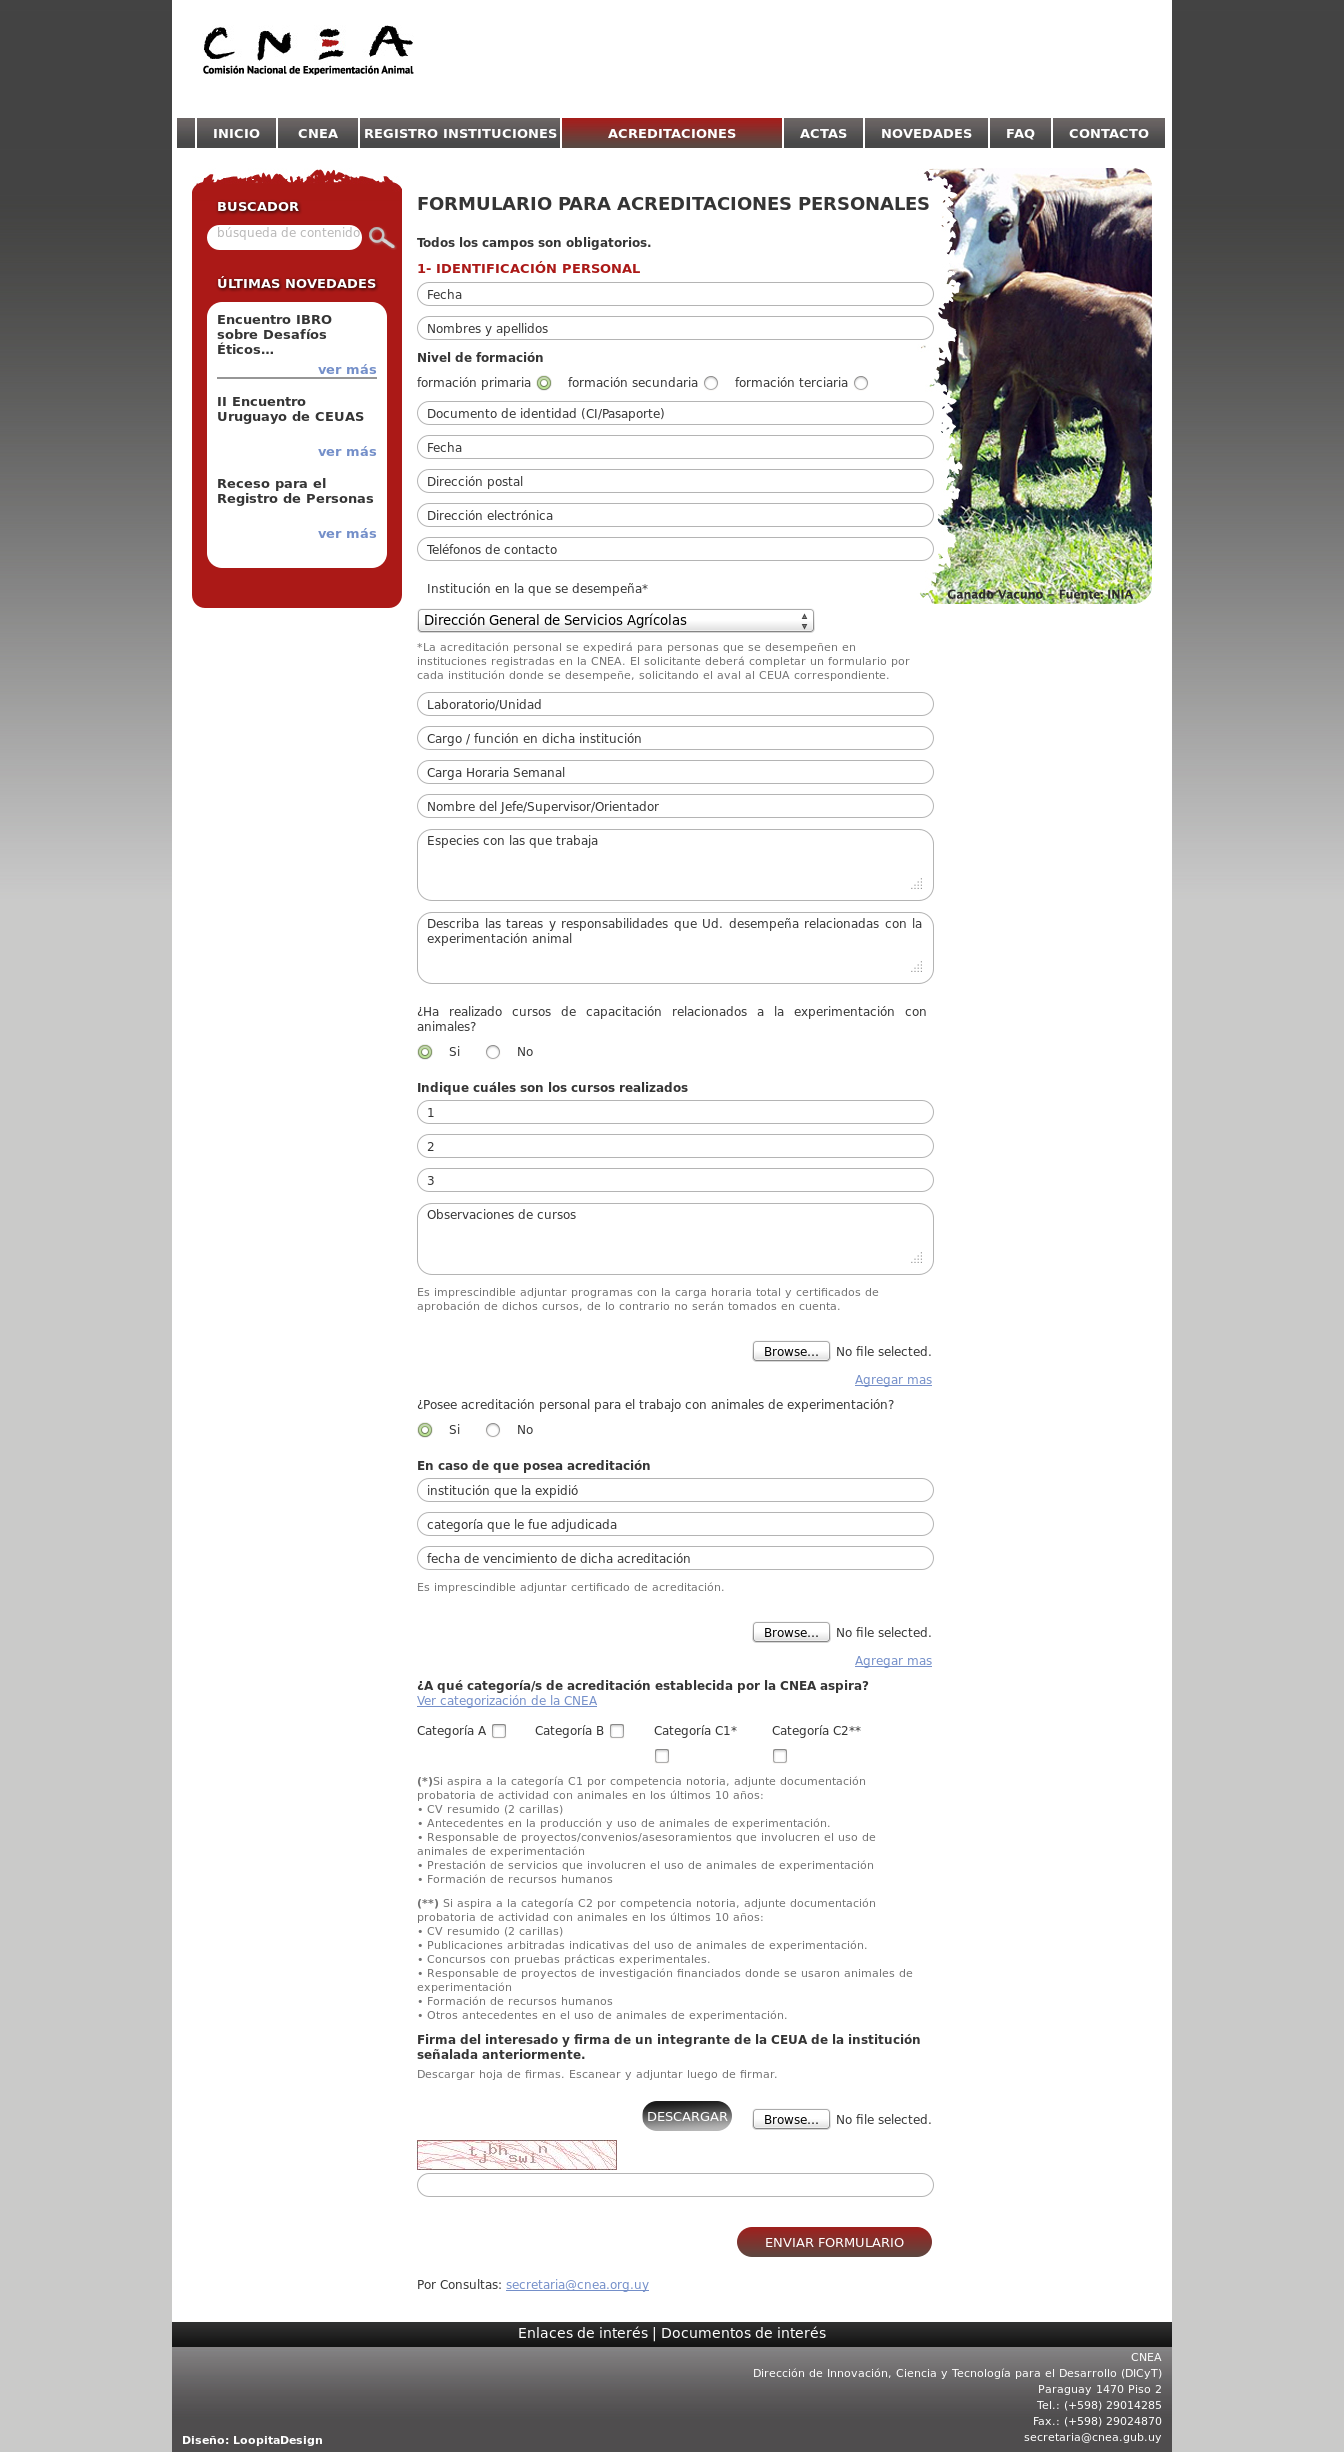 CNEA
Comisión Nacional de Experimentación Animal
INICIO
CNEA
REGISTRO INSTITUCIONES
ACREDITACIONES
ACTAS
NOVEDADES
FAQ
CONTACTO
BUSCADOR
búsqueda de contenido
ÚLTIMAS NOVEDADES
Encuentro IBRO
sobre Desafíos
Éticos…
ver más
II Encuentro
Uruguayo de CEUAS
ver más
Receso para el
Registro de Personas
ver más
FORMULARIO PARA ACREDITACIONES PERSONALES
Todos los campos son obligatorios.
1- IDENTIFICACIÓN PERSONAL
Fecha
Nombres y apellidos
Nivel de formación
formación primaria formación secundaria formación terciaria
Documento de identidad (CI/Pasaporte)
Fecha
Dirección postal
Dirección electrónica
Teléfonos de contacto
Ganado Vacuno - Fuente: INIA
Institución en la que se desempeña*
Dirección General de Servicios Agrícolas
*La acreditación personal se expedirá para personas que se desempeñen en
instituciones registradas en la CNEA. El solicitante deberá completar un formulario por
cada institución donde se desempeñe, solicitando el aval al CEUA correspondiente.
Laboratorio/Unidad
Cargo / función en dicha institución
Carga Horaria Semanal
Nombre del Jefe/Supervisor/Orientador
Especies con las que trabaja
Describa las tareas y responsabilidades que Ud. desempeña relacionadas con la
experimentación animal
¿Ha realizado cursos de capacitación relacionados a la experimentación con
animales?
Si No
Indique cuáles son los cursos realizados
1
2
3
Observaciones de cursos
Es imprescindible adjuntar programas con la carga horaria total y certificados de
aprobación de dichos cursos, de lo contrario no serán tomados en cuenta.
Browse... No file selected.
Agregar mas
¿Posee acreditación personal para el trabajo con animales de experimentación?
Si No
En caso de que posea acreditación
institución que la expidió
categoría que le fue adjudicada
fecha de vencimiento de dicha acreditación
Es imprescindible adjuntar certificado de acreditación.
Browse... No file selected.
Agregar mas
¿A qué categoría/s de acreditación establecida por la CNEA aspira?
Ver categorización de la CNEA
Categoría A Categoría B Categoría C1* Categoría C2**
(*)Si aspira a la categoría C1 por competencia notoria, adjunte documentación
probatoria de actividad con animales en los últimos 10 años:
• CV resumido (2 carillas)
• Antecedentes en la producción y uso de animales de experimentación.
• Responsable de proyectos/convenios/asesoramientos que involucren el uso de
animales de experimentación
• Prestación de servicios que involucren el uso de animales de experimentación
• Formación de recursos humanos
(**) Si aspira a la categoría C2 por competencia notoria, adjunte documentación
probatoria de actividad con animales en los últimos 10 años:
• CV resumido (2 carillas)
• Publicaciones arbitradas indicativas del uso de animales de experimentación.
• Concursos con pruebas prácticas experimentales.
• Responsable de proyectos de investigación financiados donde se usaron animales de
experimentación
• Formación de recursos humanos
• Otros antecedentes en el uso de animales de experimentación.
Firma del interesado y firma de un integrante de la CEUA de la institución
señalada anteriormente.
Descargar hoja de firmas. Escanear y adjuntar luego de firmar.
DESCARGAR
Browse... No file selected.
tjbhswin
ENVIAR FORMULARIO
Por Consultas: secretaria@cnea.org.uy
Enlaces de interés | Documentos de interés
CNEA
Dirección de Innovación, Ciencia y Tecnología para el Desarrollo (DICyT)
Paraguay 1470 Piso 2
Tel.: (+598) 29014285
Fax.: (+598) 29024870
secretaria@cnea.gub.uy
Diseño: LoopitaDesign